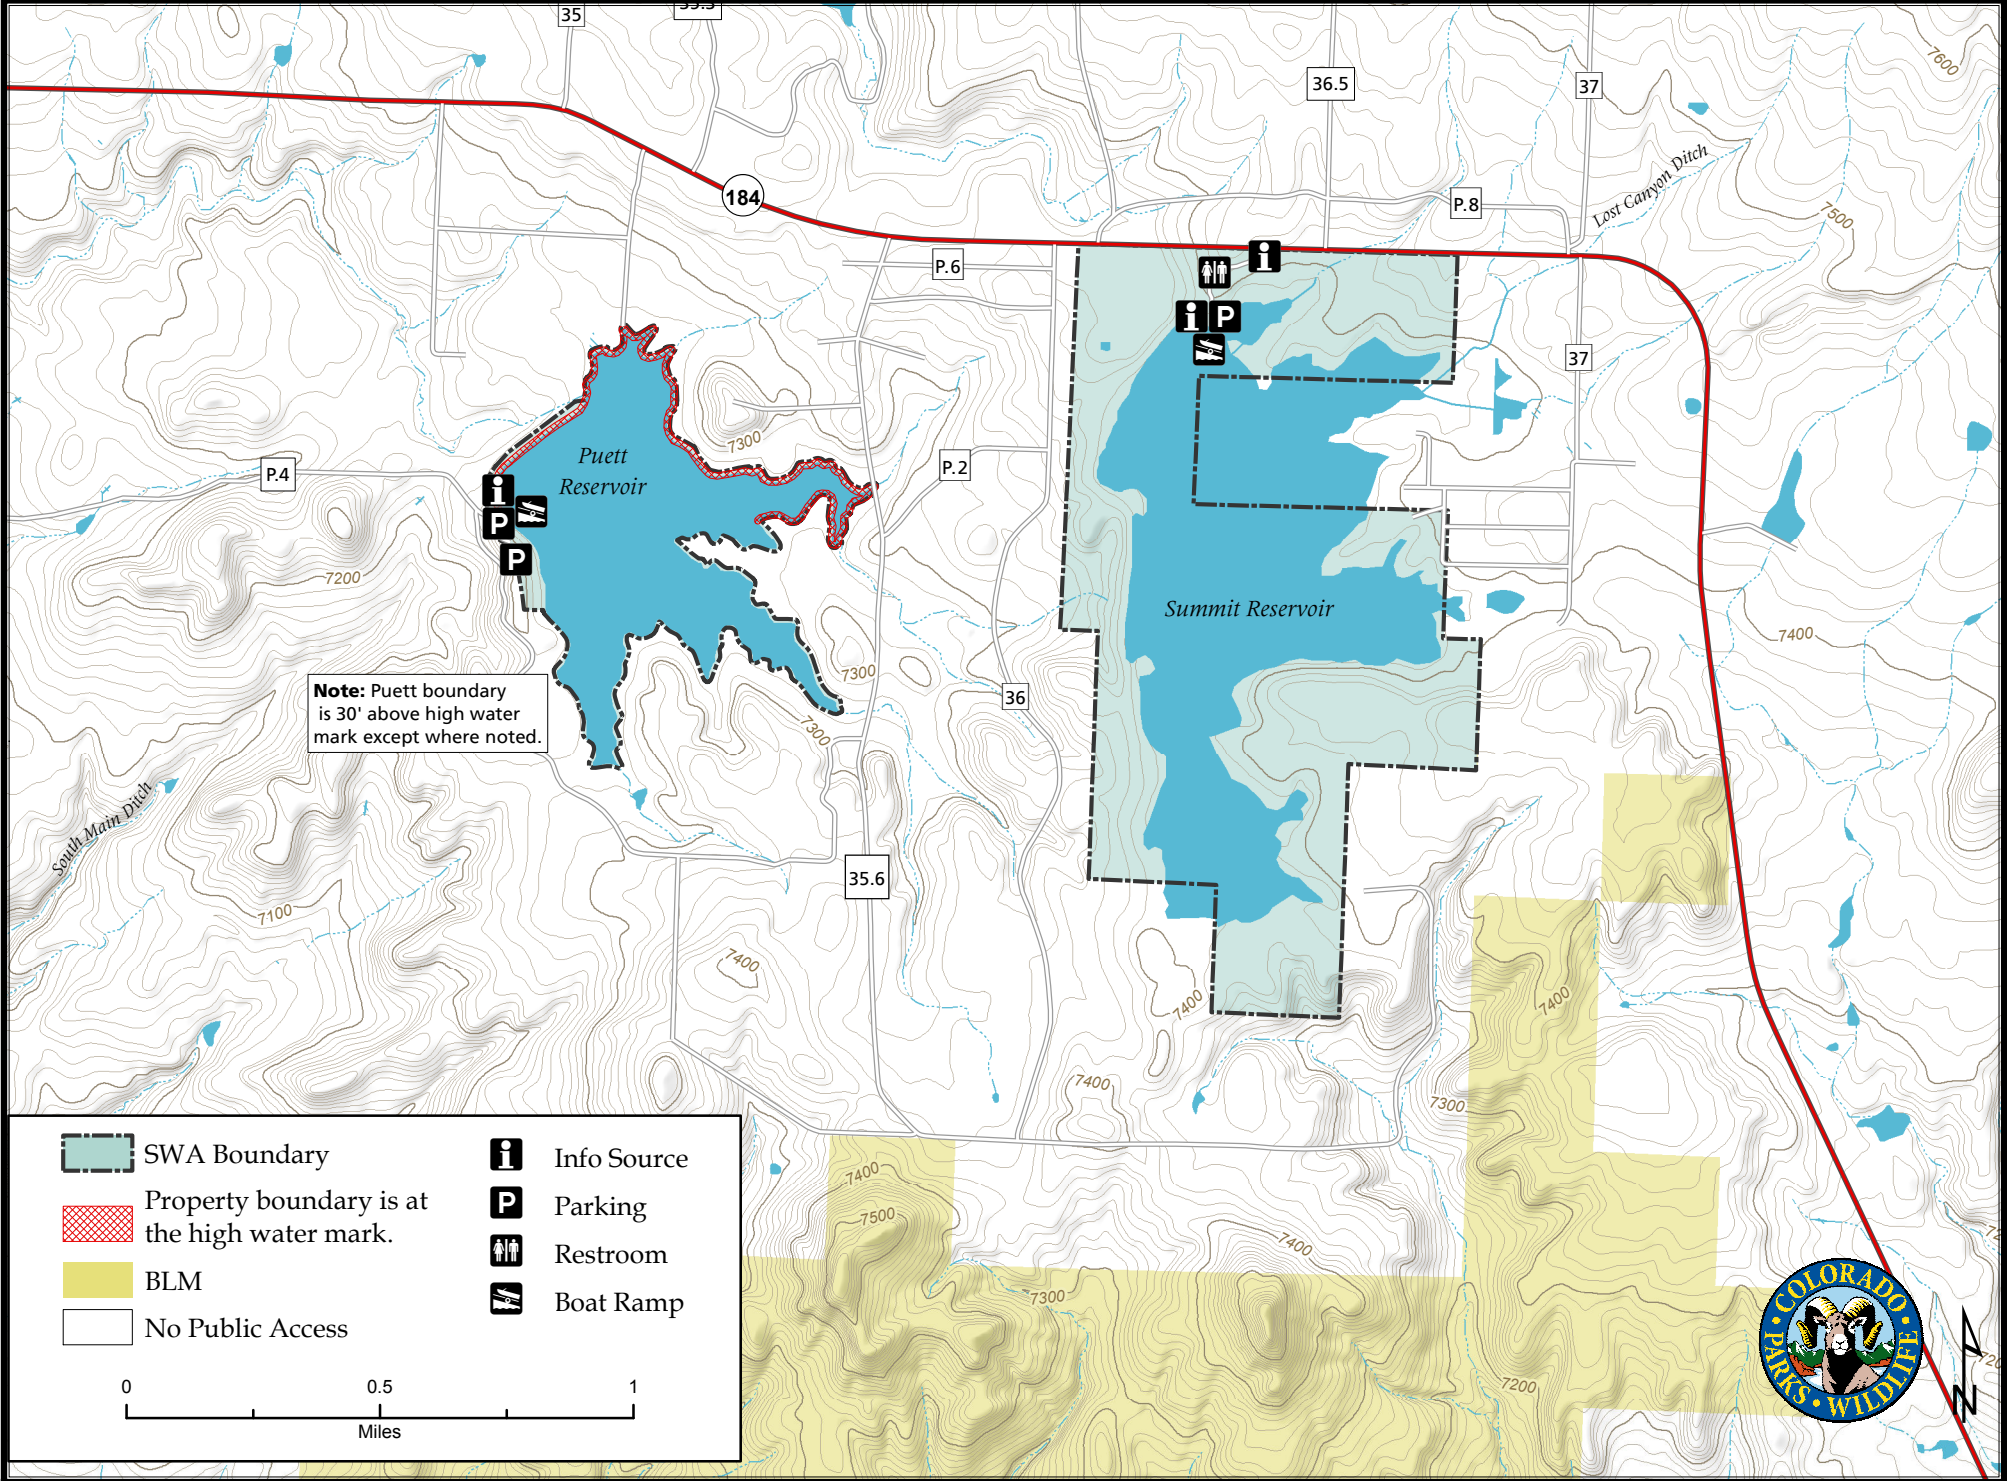 35
35.5
7600
36.5
37
Lost Canyon Ditch
184
P.8
7500
P.6
37
7300
Puett
Reservoir
P.2
P.4
7200
Summit Reservoir
7400
7300
Note: Puett boundary
is 30' above high water
mark except where noted.
36
7300
South Main Ditch
35.6
7100
7400
7400
7400
7400
7300
SWA Boundary
Property boundary is at
the high water mark.
BLM
No Public Access
i Info Source
P Parking
Restroom
Boat Ramp
0 0.5 1
Miles
7400
7500
7400
7300
7200
COLORADO
PARKS • WILDLIFE
N